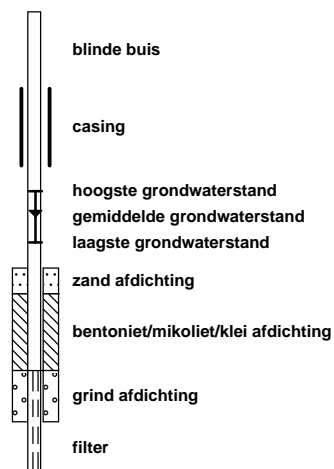 blinde buis
casing
hoogste grondwaterstand
gemiddelde grondwaterstand
laagste grondwaterstand
zand afdichting
bentoniet/mikoliet/klei afdichting
grind afdichting
filter